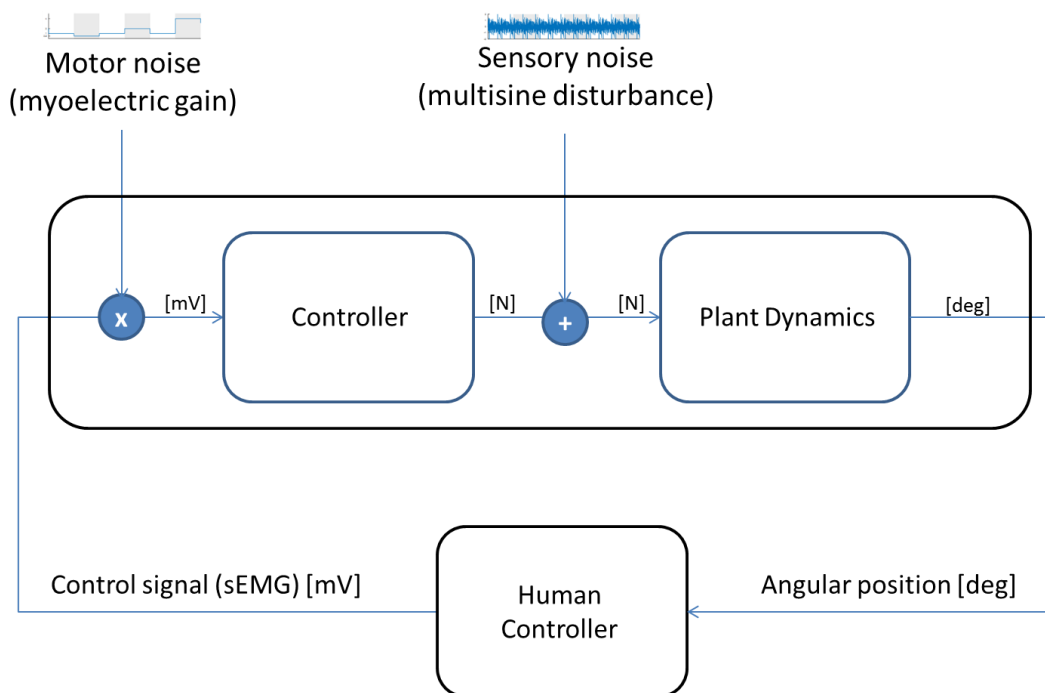 Motor noise
(myoelectric gain)
Sensory noise
(multisine disturbance)
x
[mV]
Controller
[N]
+
[N]
Plant Dynamics
[deg]
Control signal (sEMG) [mV]
Human
Controller
Angular position [deg]